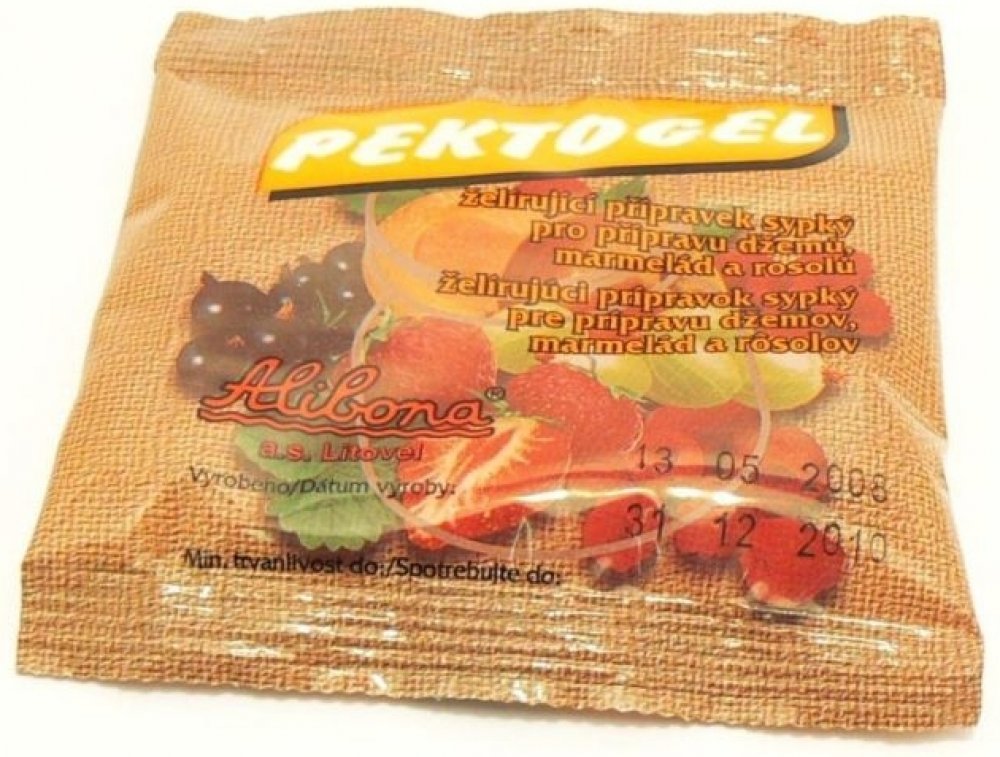 PEKTOGEL
želírující přípravek sypký
pro přípravu džemů,
marmelád a rosolů
želírujúci prípravok sypký
pre prípravu džemov,
marmelád a rôsolov
Alibona®
a.s. Litovel
Vyrobeno/Dátum výroby:
13 05 2008
31 12 2010
Min. trvanlivost do:/Spotrebujte do: